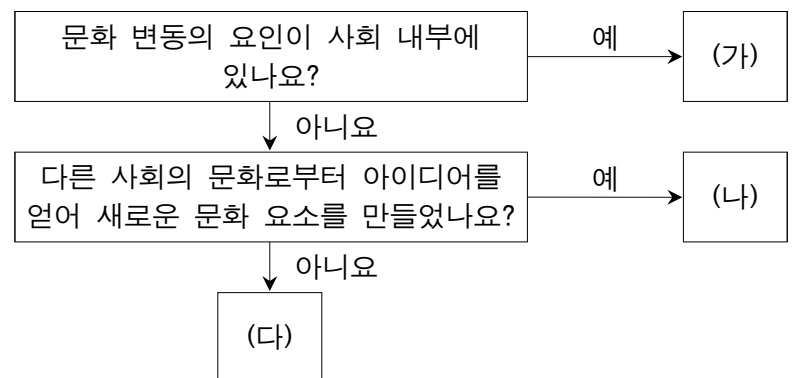 문화 변동의 요인이 사회 내부에
있나요?
예
(가)
아니요
다른 사회의 문화로부터 아이디어를
얻어 새로운 문화 요소를 만들었나요?
예
(나)
아니요
(다)